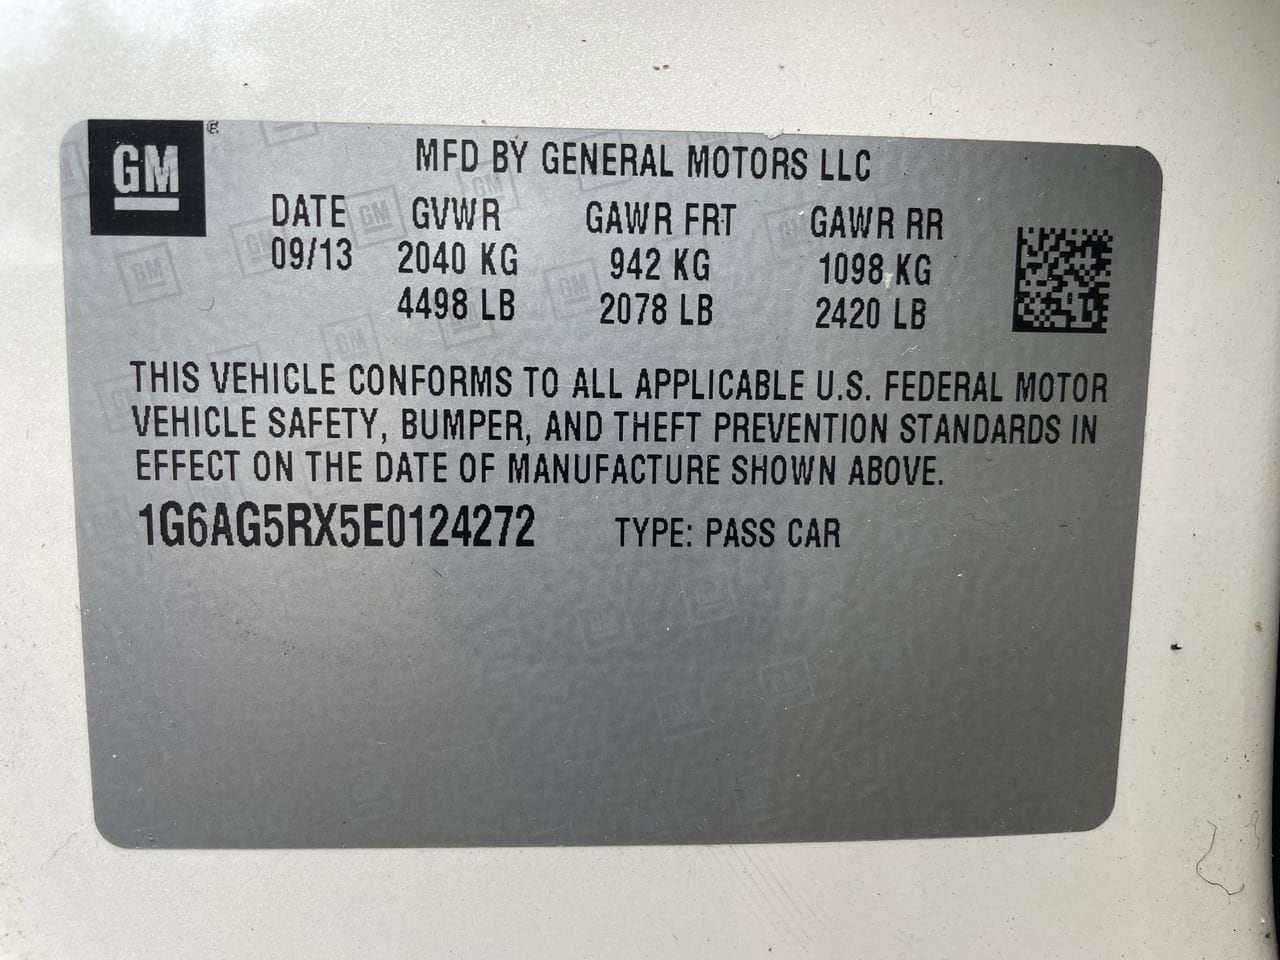 GM ®
MFD BY GENERAL MOTORS LLC
DATE GVWR GAWR FRT GAWR RR
09/13 2040 KG 942 KG 1098 KG
4498 LB 2078 LB 2420 LB
THIS VEHICLE CONFORMS TO ALL APPLICABLE U.S. FEDERAL MOTOR
VEHICLE SAFETY, BUMPER, AND THEFT PREVENTION STANDARDS IN
EFFECT ON THE DATE OF MANUFACTURE SHOWN ABOVE.
1G6AG5RX5E0124272 TYPE: PASS CAR